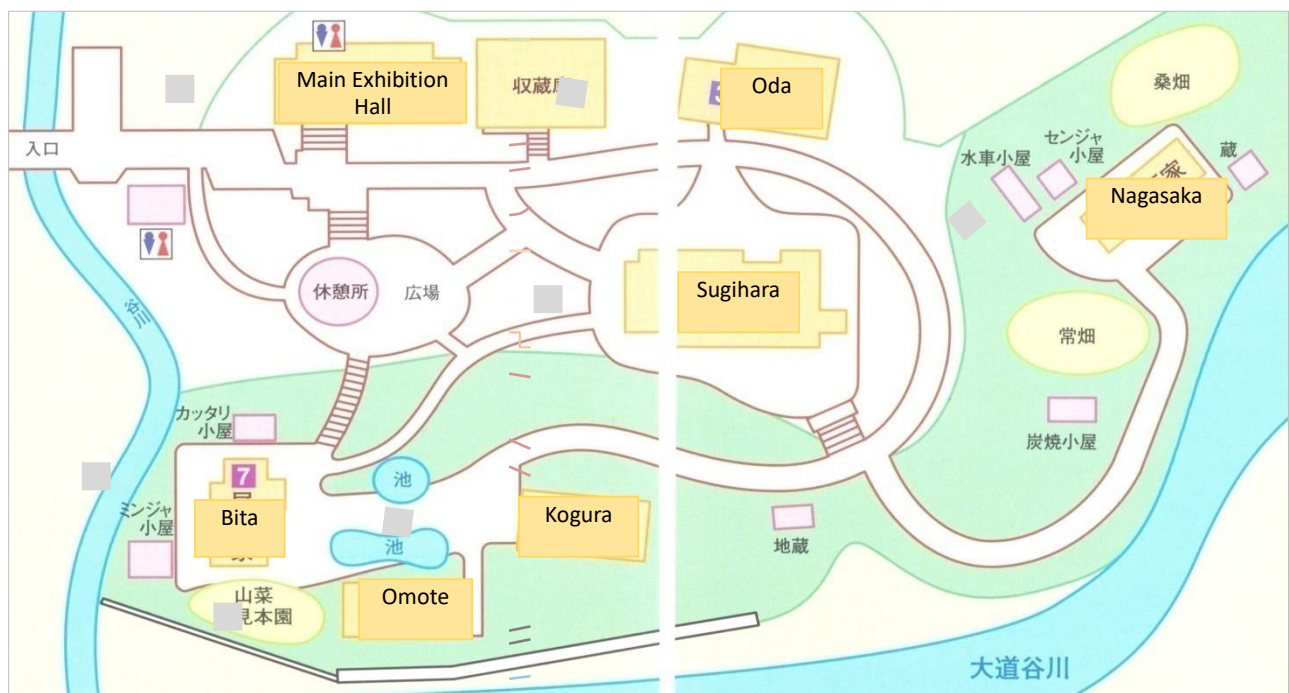 Main Exhibition
Hall
収蔵
Oda
桑畑
入口
センジャ
小屋
水車小屋
蔵
家
Nagasaka
休憩所
広場
Sugihara
谷川
常畑
カッタリ
小屋
炭焼小屋
7
池
ミンジャ
小屋
Bita
Kogura
池
地蔵
山菜
見本園
Omote
大道谷川